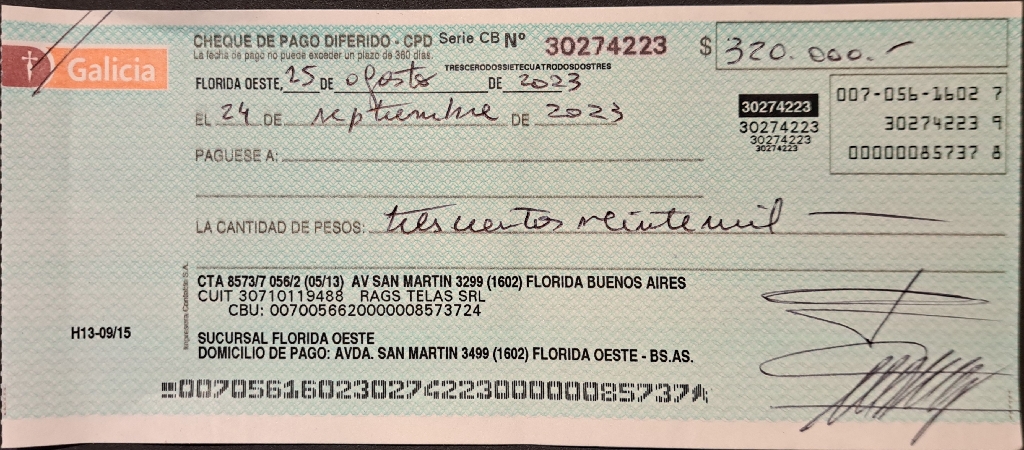 Galicia
CHEQUE DE PAGO DIFERIDO - CPD Serie CB Nº 30274223 $ 320.000.-
La fecha de pago no puede exceder un plazo de 360 días.
TRESCERODOSSIETECUATRODOSDOSTRES
FLORIDA OESTE, 25 DE agosto DE 2023
EL 24 DE septiembre DE 2023
30274223
30274223
30274223
30274223
007-056-1602 7
30274223 9
00000085737 8
PAGUESE A:
LA CANTIDAD DE PESOS: trescientos veinte mil
CTA 8573/7 056/2 (05/13) AV SAN MARTIN 3299 (1602) FLORIDA BUENOS AIRES
CUIT 30710119488 RAGS TELAS SRL
CBU: 0070056620000008573724
H13-09/15
SUCURSAL FLORIDA OESTE
DOMICILIO DE PAGO: AVDA. SAN MARTIN 3499 (1602) FLORIDA OESTE - BS.AS.
00705616023027422300000085737